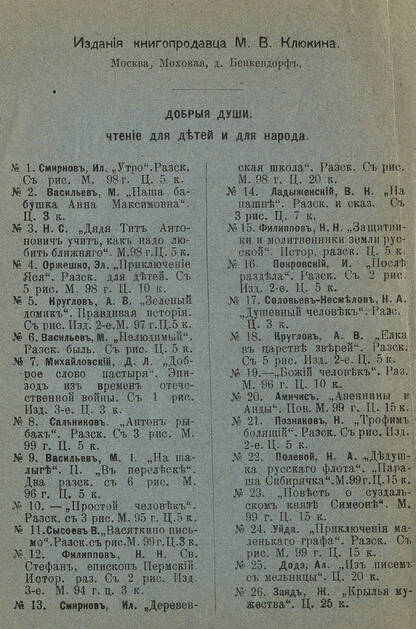 Изданія книгопродавца М. В. Клюкина.
Москва, Моховая, д. Бенкендорфъ.
ДОБРЫЯ ДУШИ.
чтеніе для дѣтей и для народа.
№ 1. Смирновъ, Ил. „Утро“. Разск.
Съ рис. М. 98 г. Ц. 5 к.
№ 2. Васильевъ, М. „Наша ба-
бушка Анна Максимовна“.
Ц. 3 к.
№ 3. Н. С. „Дядя Титъ Анто-
новичъ учитъ, какъ надо лю-
бить ближняго“. М. 98 г. Ц. 5 к.
№ 4. Оржешко, Эл. „Приключеніе
Яся“. Разск. для дѣтей. Съ
5 рис. М. 98 г. Ц. 10 к.
№ 5. Кругловъ, А. В. „Зеленый
домикъ“. Правдивая исторія.
Съ рис. Изд. 2-е. М. 97 г. Ц. 5 к.
№ 6. Васильевъ, М. „Нелюдимый“.
Разск. быль. Съ рис. Ц. 5 к.
№ 7. Михайловскій, Д. Л. „Доб-
рое слово пастыря“. Эпи-
зодъ изъ временъ отече-
ственной войны. Съ 1 рис.
Изд. 3-е. Ц. 3 к.
№ 8. Сальниковъ. „Антонъ ры-
бакъ“. Разск. Съ 3 рис. М.
99 г. Ц. 5 к.
№ 9. Васильевъ, М. I. „На ша-
лыгѣ“. II. „Въ перелѣскѣ“.
Два разск. съ 6 рис. М.
96 г. Ц. 5 к.
№ 10. — „Простой человѣкъ“.
Разск. съ 3 рис. М. 95 г. Ц. 5 к.
№ 11. Сысоевъ В., „Васяткино пись-
мо“. Разск. съ рис. М. 99 г. Ц. 3 к.
№ 12. Филипповъ, Н. Н. Св.
Стефанъ, епископъ Пермскій.
Истор. раз. Съ 2 рис. Изд.
3-е. М. 94 г. ц. 3 к.
№ 13. Смирновъ, Ил. „Деревен-
ская школа“. Разск. Съ рис.
М. 98 г. Ц. 20 к.
№ 14. Ладыженскій, В. Н. „На
пашнѣ“. Разск. и сказ. Съ
3 рис. Ц. 7 к.
№ 15. Филипповъ, Н. Н. „Защитни-
ки и молитвенники земли рус-
ской“. Истор. разск. Ц. 5 к.
№ 16. Повровскій, И. „Послѣ
раздѣла“. Разск. Съ 2 рис.
Изд. 2-е. Ц. 5 к.
№ 17. Соловьевъ-Несмѣловъ, Н. А.
„Душевный человѣкъ“. Разс.
Ц. 3 к.
№ 18. Кругловъ, А. В. „Елка
въ царствѣ звѣрей“. Разск.
Съ 5 рис. Изд. 2-е. Ц. 5 к.
№ 19. — „Божій человѣкъ“. Раз.
М. 96 г. Ц. 10 к.
№ 20. Амичисъ. „Апеннины и
Анды“. Пов. М. 99 г. Ц. 15 к.
№ 21. Позняковъ, Н. „Трофимъ
болящій“. Разск. Съ рис. Изд.
2-е. Ц. 5 к.
№ 22. Полевой, Н. А. „Дѣдушка
русскаго флота“. „Пара-
ша Сибирячка“. М. 99 г. Ц. 15 к.
№ 23. „Повѣсть о суздаль-
скомъ князѣ Симеонѣ“. М.
99 г. Ц. 15 к.
№ 24. Уйда. „Приключенія ма-
ленькаго графа“. Разск. Съ
рис. М. 99 г. Ц. 15 к.
№ 25. Додэ, Ал. „Изъ писемъ
съ мельницы“. Ц. 20 к.
№ 26. Зандъ, Ж. „Крылья му-
жества“. Ц. 25 к.